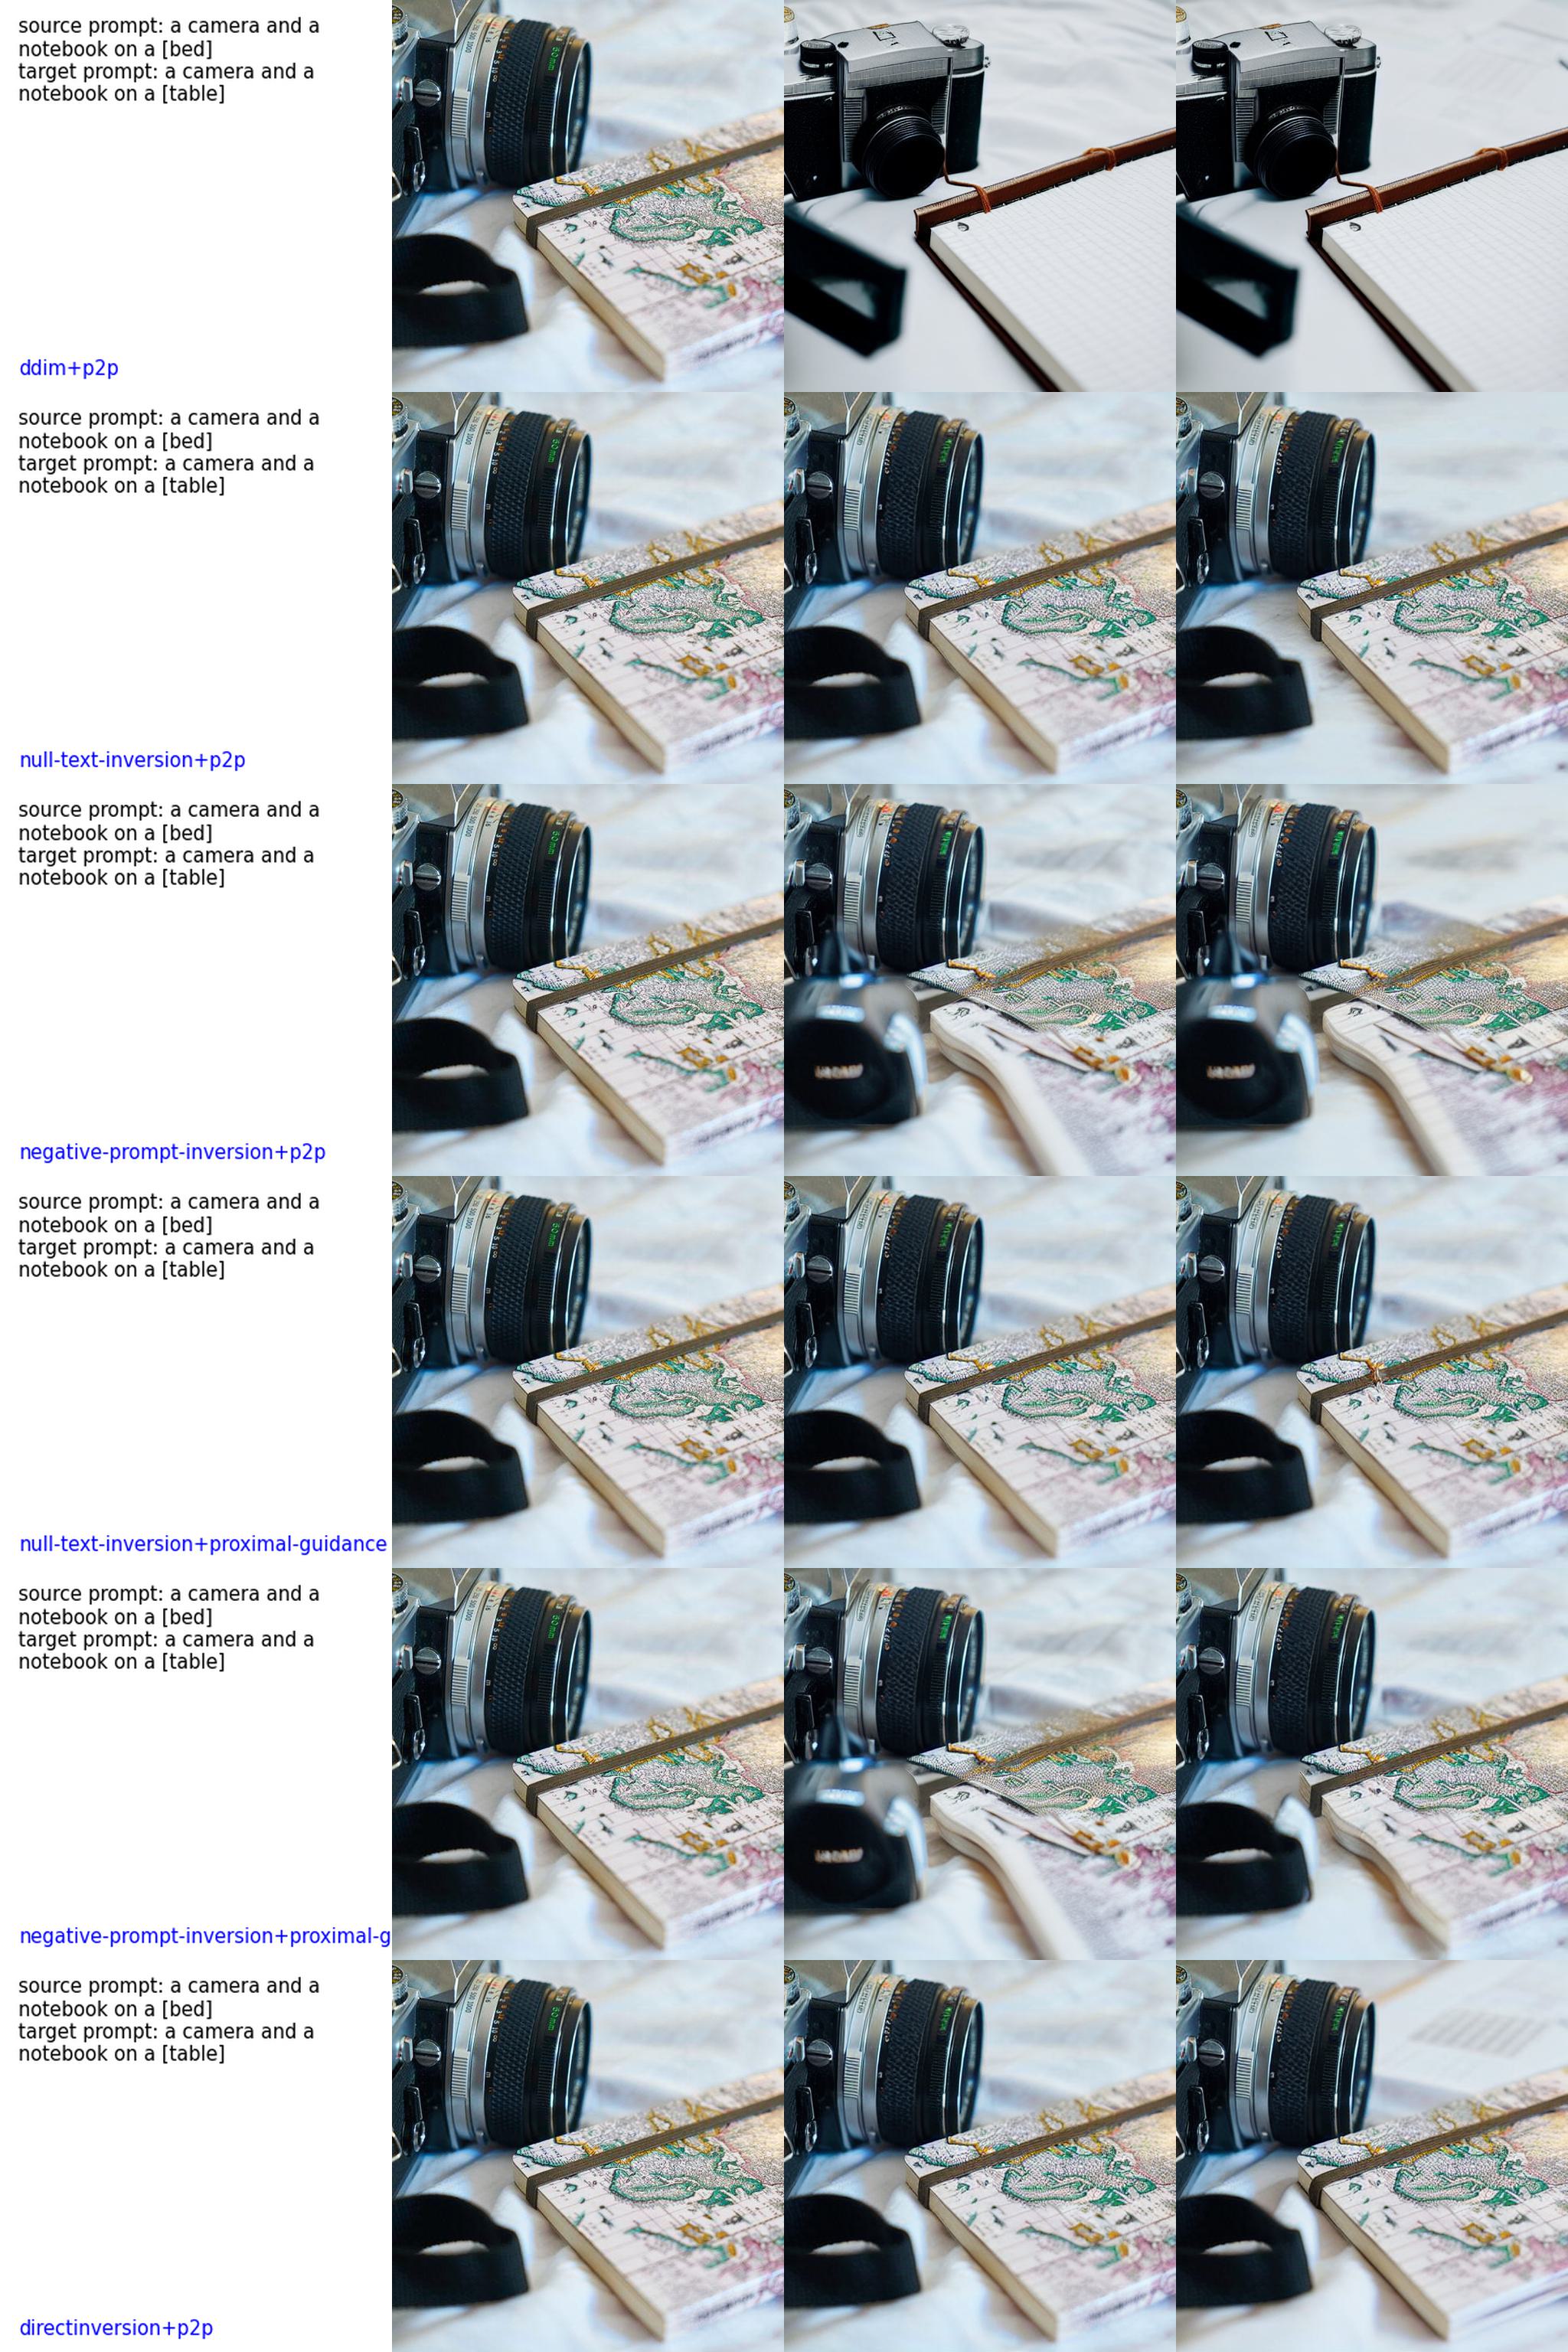 source prompt: a camera and a
notebook on a [bed]
target prompt: a camera and a
notebook on a [table]
ddim+p2p
source prompt: a camera and a
notebook on a [bed]
target prompt: a camera and a
notebook on a [table]
null-text-inversion+p2p
source prompt: a camera and a
notebook on a [bed]
target prompt: a camera and a
notebook on a [table]
negative-prompt-inversion+p2p
source prompt: a camera and a
notebook on a [bed]
target prompt: a camera and a
notebook on a [table]
null-text-inversion+proximal-guidance
source prompt: a camera and a
notebook on a [bed]
target prompt: a camera and a
notebook on a [table]
negative-prompt-inversion+proximal-g
source prompt: a camera and a
notebook on a [bed]
target prompt: a camera and a
notebook on a [table]
directinversion+p2p